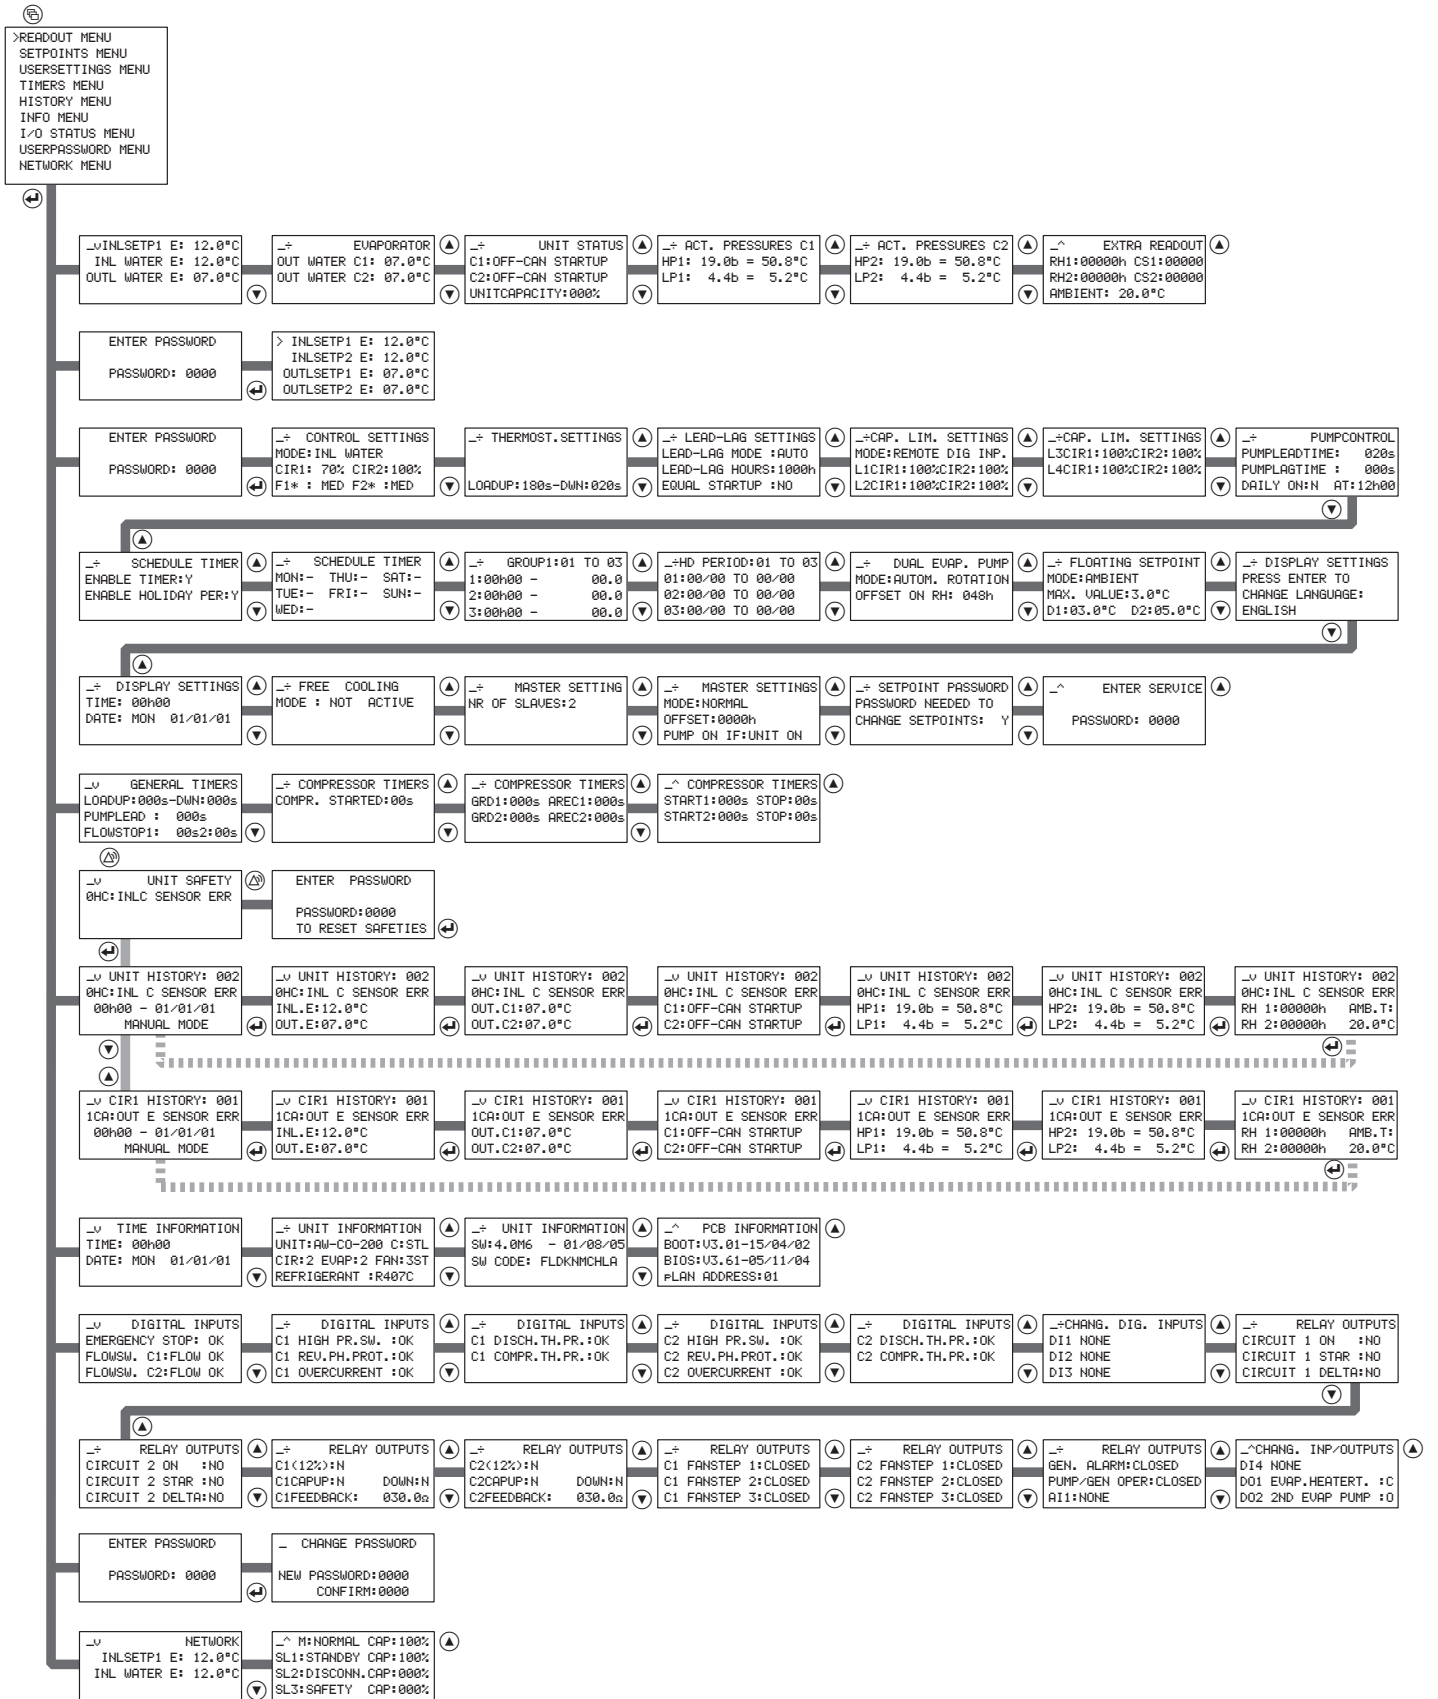 >READOUT MENU
SETPOINTS MENU
USERSETTINGS MENU
TIMERS MENU
HISTORY MENU
INFO MENU
I/O STATUS MENU
USERPASSWORD MENU
NETWORK MENU
_vINLSETP1 E: 12.0°C
INL WATER E: 12.0°C
OUTL WATER E: 07.0°C
_÷ EVAPORATOR
OUT WATER C1: 07.0°C
OUT WATER C2: 07.0°C
_÷ UNIT STATUS
C1:OFF-CAN STARTUP
C2:OFF-CAN STARTUP
UNITCAPACITY:000%
_÷ ACT. PRESSURES C1
HP1: 19.0b = 50.8°C
LP1: 4.4b = 5.2°C
_÷ ACT. PRESSURES C2
HP2: 19.0b = 50.8°C
LP2: 4.4b = 5.2°C
_^ EXTRA READOUT
RH1:00000h CS1:00000
RH2:00000h CS2:00000
AMBIENT: 20.0°C
ENTER PASSWORD
PASSWORD: 0000
> INLSETP1 E: 12.0°C
INLSETP2 E: 12.0°C
OUTLSETP1 E: 07.0°C
OUTLSETP2 E: 07.0°C
ENTER PASSWORD
PASSWORD: 0000
_÷ CONTROL SETTINGS
MODE:INL WATER
CIR1: 70% CIR2:100%
F1* : MED F2* :MED
_÷ THERMOST.SETTINGS
LOADUP:180s-DWN:020s
_÷ LEAD-LAG SETTINGS
LEAD-LAG MODE :AUTO
LEAD-LAG HOURS:1000h
EQUAL STARTUP :NO
_÷CAP. LIM. SETTINGS
MODE:REMOTE DIG INP.
L1CIR1:100%CIR2:100%
L2CIR1:100%CIR2:100%
_÷CAP. LIM. SETTINGS
L3CIR1:100%CIR2:100%
L4CIR1:100%CIR2:100%
_÷ PUMPCONTROL
PUMPLEADTIME: 020s
PUMPLAGTIME : 000s
DAILY ON:N AT:12h00
_÷ SCHEDULE TIMER
ENABLE TIMER:Y
ENABLE HOLIDAY PER:Y
_÷ SCHEDULE TIMER
MON:- THU:- SAT:-
TUE:- FRI:- SUN:-
WED:-
_÷ GROUP1:01 TO 03
1:00h00 - 00.0
2:00h00 - 00.0
3:00h00 - 00.0
_÷HD PERIOD:01 TO 03
01:00/00 TO 00/00
02:00/00 TO 00/00
03:00/00 TO 00/00
_÷ DUAL EVAP. PUMP
MODE:AUTOM. ROTATION
OFFSET ON RH: 048h
_÷ FLOATING SETPOINT
MODE:AMBIENT
MAX. VALUE:3.0°C
D1:03.0°C D2:05.0°C
_÷ DISPLAY SETTINGS
PRESS ENTER TO
CHANGE LANGUAGE:
ENGLISH
_÷ DISPLAY SETTINGS
TIME: 00h00
DATE: MON 01/01/01
_÷ FREE COOLING
MODE : NOT ACTIVE
_÷ MASTER SETTING
NR OF SLAVES:2
_÷ MASTER SETTINGS
MODE:NORMAL
OFFSET:0000h
PUMP ON IF:UNIT ON
_÷ SETPOINT PASSWORD
PASSWORD NEEDED TO
CHANGE SETPOINTS: Y
_^ ENTER SERVICE
PASSWORD: 0000
_v GENERAL TIMERS
LOADUP:000s-DWN:000s
PUMPLEAD : 000s
FLOWSTOP1: 00s2:00s
_÷ COMPRESSOR TIMERS
COMPR. STARTED:00s
_÷ COMPRESSOR TIMERS
GRD1:000s AREC1:000s
GRD2:000s AREC2:000s
_^ COMPRESSOR TIMERS
START1:000s STOP:00s
START2:000s STOP:00s
_v UNIT SAFETY
0HC:INLC SENSOR ERR
ENTER PASSWORD
PASSWORD:0000
TO RESET SAFETIES
_v UNIT HISTORY: 002
0HC:INL C SENSOR ERR
00h00 - 01/01/01
MANUAL MODE
_v UNIT HISTORY: 002
0HC:INL C SENSOR ERR
INL.E:12.0°C
OUT.E:07.0°C
_v UNIT HISTORY: 002
0HC:INL C SENSOR ERR
OUT.C1:07.0°C
OUT.C2:07.0°C
_v UNIT HISTORY: 002
0HC:INL C SENSOR ERR
C1:OFF-CAN STARTUP
C2:OFF-CAN STARTUP
_v UNIT HISTORY: 002
0HC:INL C SENSOR ERR
HP1: 19.0b = 50.8°C
LP1: 4.4b = 5.2°C
_v UNIT HISTORY: 002
0HC:INL C SENSOR ERR
HP2: 19.0b = 50.8°C
LP2: 4.4b = 5.2°C
_v UNIT HISTORY: 002
0HC:INL C SENSOR ERR
RH 1:00000h AMB.T:
RH 2:00000h 20.0°C
_v CIR1 HISTORY: 001
1CA:OUT E SENSOR ERR
00h00 - 01/01/01
MANUAL MODE
_v CIR1 HISTORY: 001
1CA:OUT E SENSOR ERR
INL.E:12.0°C
OUT.E:07.0°C
_v CIR1 HISTORY: 001
1CA:OUT E SENSOR ERR
OUT.C1:07.0°C
OUT.C2:07.0°C
_v CIR1 HISTORY: 001
1CA:OUT E SENSOR ERR
C1:OFF-CAN STARTUP
C2:OFF-CAN STARTUP
_v CIR1 HISTORY: 001
1CA:OUT E SENSOR ERR
HP1: 19.0b = 50.8°C
LP1: 4.4b = 5.2°C
_v CIR1 HISTORY: 001
1CA:OUT E SENSOR ERR
HP2: 19.0b = 50.8°C
LP2: 4.4b = 5.2°C
_v CIR1 HISTORY: 001
1CA:OUT E SENSOR ERR
RH 1:00000h AMB.T:
RH 2:00000h 20.0°C
_v TIME INFORMATION
TIME: 00h00
DATE: MON 01/01/01
_÷ UNIT INFORMATION
UNIT:AW-CO-200 C:STL
CIR:2 EVAP:2 FAN:3ST
REFRIGERANT :R407C
_÷ UNIT INFORMATION
SW:4.0M6 - 01/08/05
SW CODE: FLDKNMCHLA
_^ PCB INFORMATION
BOOT:V3.01-15/04/02
BIOS:V3.61-05/11/04
pLAN ADDRESS:01
_v DIGITAL INPUTS
EMERGENCY STOP: OK
FLOWSW. C1:FLOW OK
FLOWSW. C2:FLOW OK
_÷ DIGITAL INPUTS
C1 HIGH PR.SW. :OK
C1 REV.PH.PROT.:OK
C1 OVERCURRENT :OK
_÷ DIGITAL INPUTS
C1 DISCH.TH.PR.:OK
C1 COMPR.TH.PR.:OK
_÷ DIGITAL INPUTS
C2 HIGH PR.SW. :OK
C2 REV.PH.PROT.:OK
C2 OVERCURRENT :OK
_÷ DIGITAL INPUTS
C2 DISCH.TH.PR.:OK
C2 COMPR.TH.PR.:OK
_÷CHANG. DIG. INPUTS
DI1 NONE
DI2 NONE
DI3 NONE
_÷ RELAY OUTPUTS
CIRCUIT 1 ON :NO
CIRCUIT 1 STAR :NO
CIRCUIT 1 DELTA:NO
_÷ RELAY OUTPUTS
CIRCUIT 2 ON :NO
CIRCUIT 2 STAR :NO
CIRCUIT 2 DELTA:NO
_÷ RELAY OUTPUTS
C1(12%):N
C1CAPUP:N DOWN:N
C1FEEDBACK: 030.0Ω
_÷ RELAY OUTPUTS
C2(12%):N
C2CAPUP:N DOWN:N
C2FEEDBACK: 030.0Ω
_÷ RELAY OUTPUTS
C1 FANSTEP 1:CLOSED
C1 FANSTEP 2:CLOSED
C1 FANSTEP 3:CLOSED
_÷ RELAY OUTPUTS
C2 FANSTEP 1:CLOSED
C2 FANSTEP 2:CLOSED
C2 FANSTEP 3:CLOSED
_÷ RELAY OUTPUTS
GEN. ALARM:CLOSED
PUMP/GEN OPER:CLOSED
AI1:NONE
_^CHANG. INP/OUTPUTS
DI4 NONE
DO1 EVAP.HEATERT. :C
DO2 2ND EVAP PUMP :O
ENTER PASSWORD
PASSWORD: 0000
_ CHANGE PASSWORD
NEW PASSWORD:0000
CONFIRM:0000
_v NETWORK
INLSETP1 E: 12.0°C
INL WATER E: 12.0°C
_^ M:NORMAL CAP:100%
SL1:STANDBY CAP:100%
SL2:DISCONN.CAP:000%
SL3:SAFETY CAP:000%